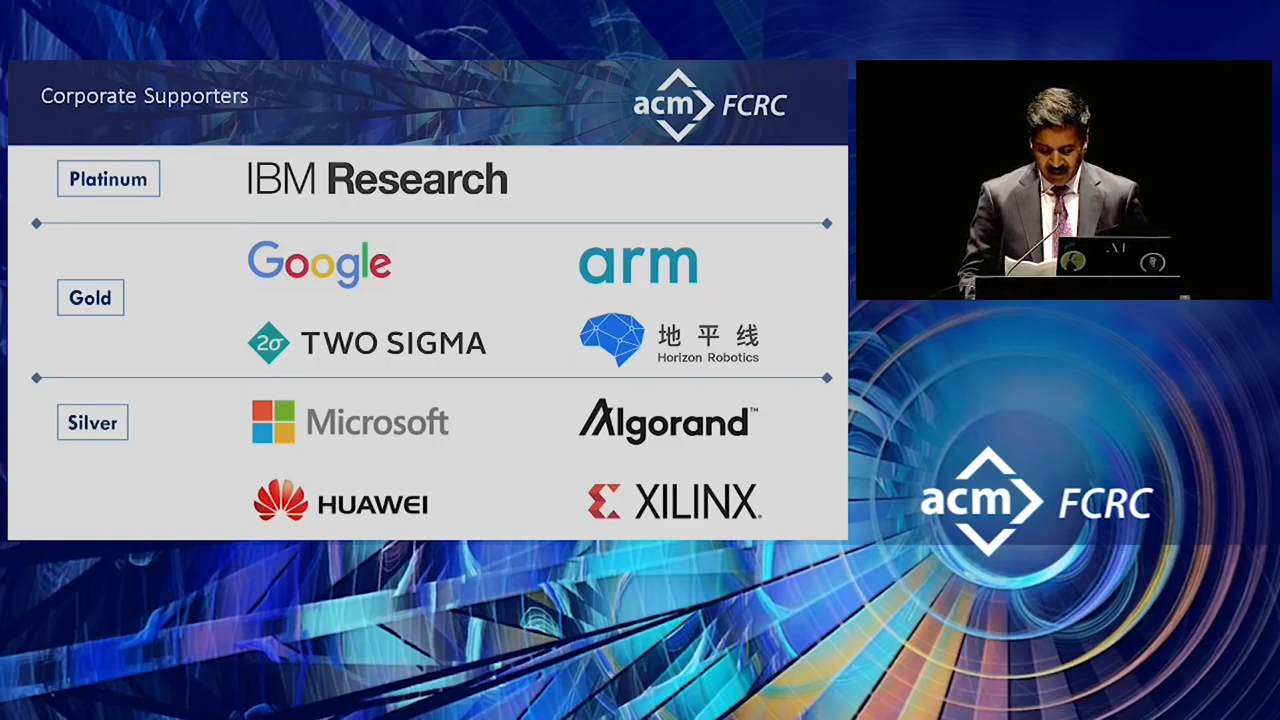 Corporate Supporters
acm FCRC
Platinum
IBM Research
Gold
Google
arm
2σ TWO SIGMA
地平线
Horizon Robotics
Silver
Microsoft
Algorand™
HUAWEI
XILINX®
acm FCRC